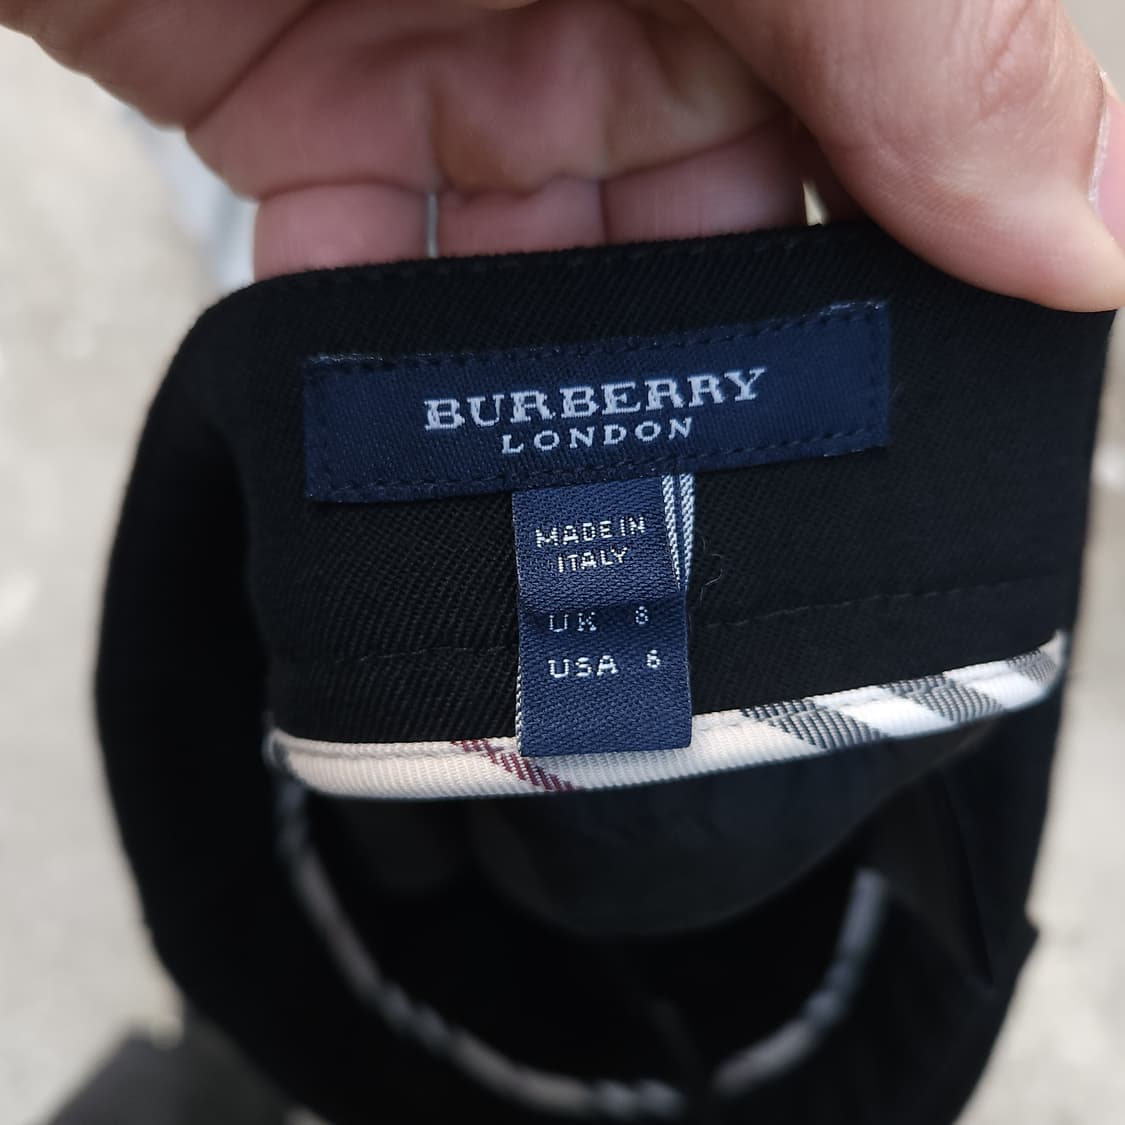 BURBERRY
LONDON
MADE IN
ITALY
UK 8
USA 6